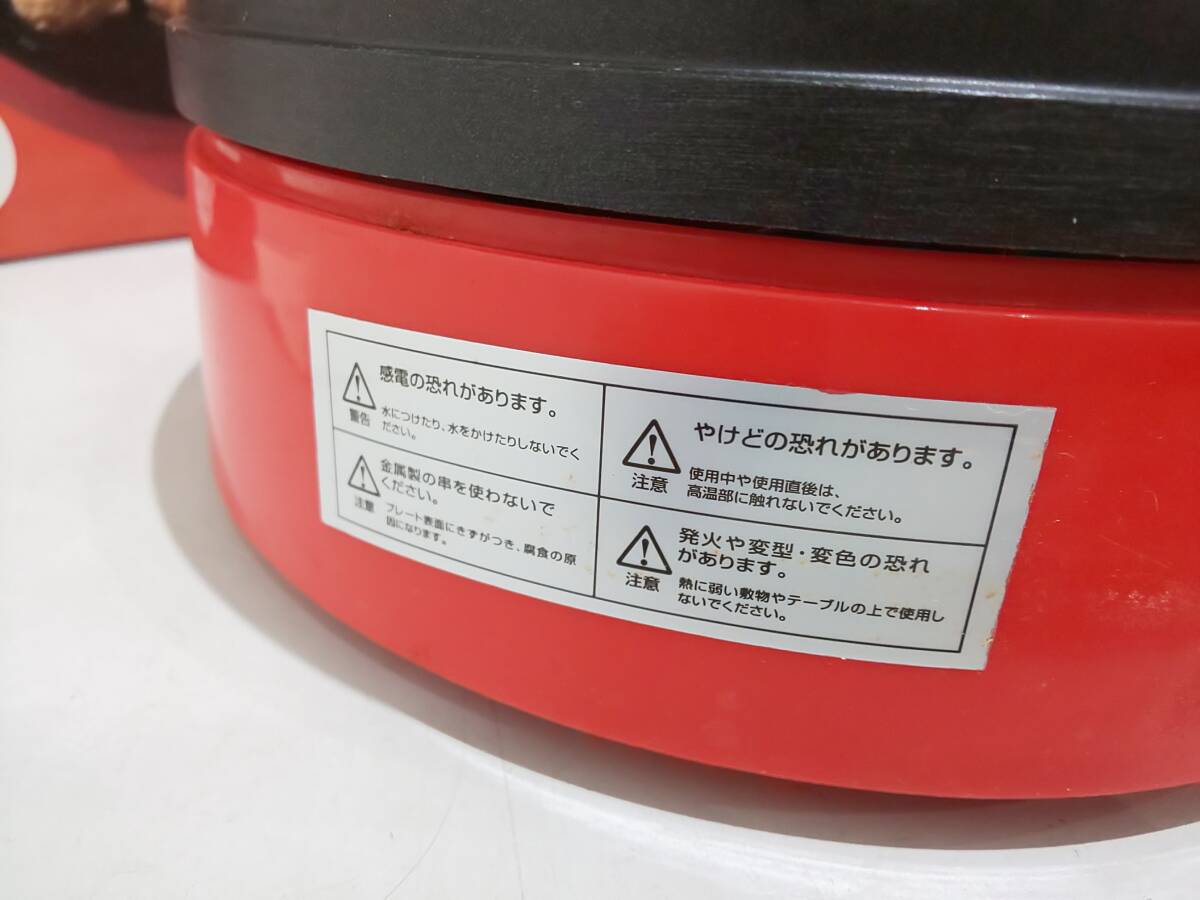 感電の恐れがあります。
警告
水につけたり、水をかけたりしないでく
ださい。
金属製の串を使わないで
ください。
注意
プレート表面にきずがつき、腐食の原
因になります。
やけどの恐れがあります。
注意
使用中や使用直後は、
高温部に触れないでください。
発火や変型・変色の恐れ
があります。
注意
熱に弱い敷物やテーブルの上で使用し
ないでください。